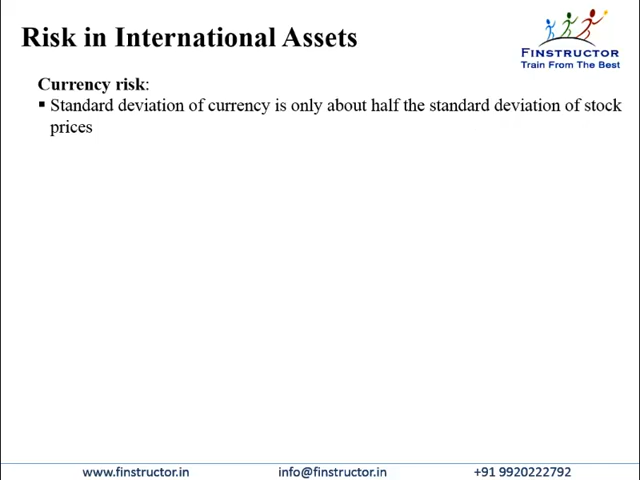 Risk in International Assets
FINSTRUCTOR
Train From The Best
Currency risk:
▪ Standard deviation of currency is only about half the standard deviation of stock
prices
www.finstructor.in info@finstructor.in +91 9920222792